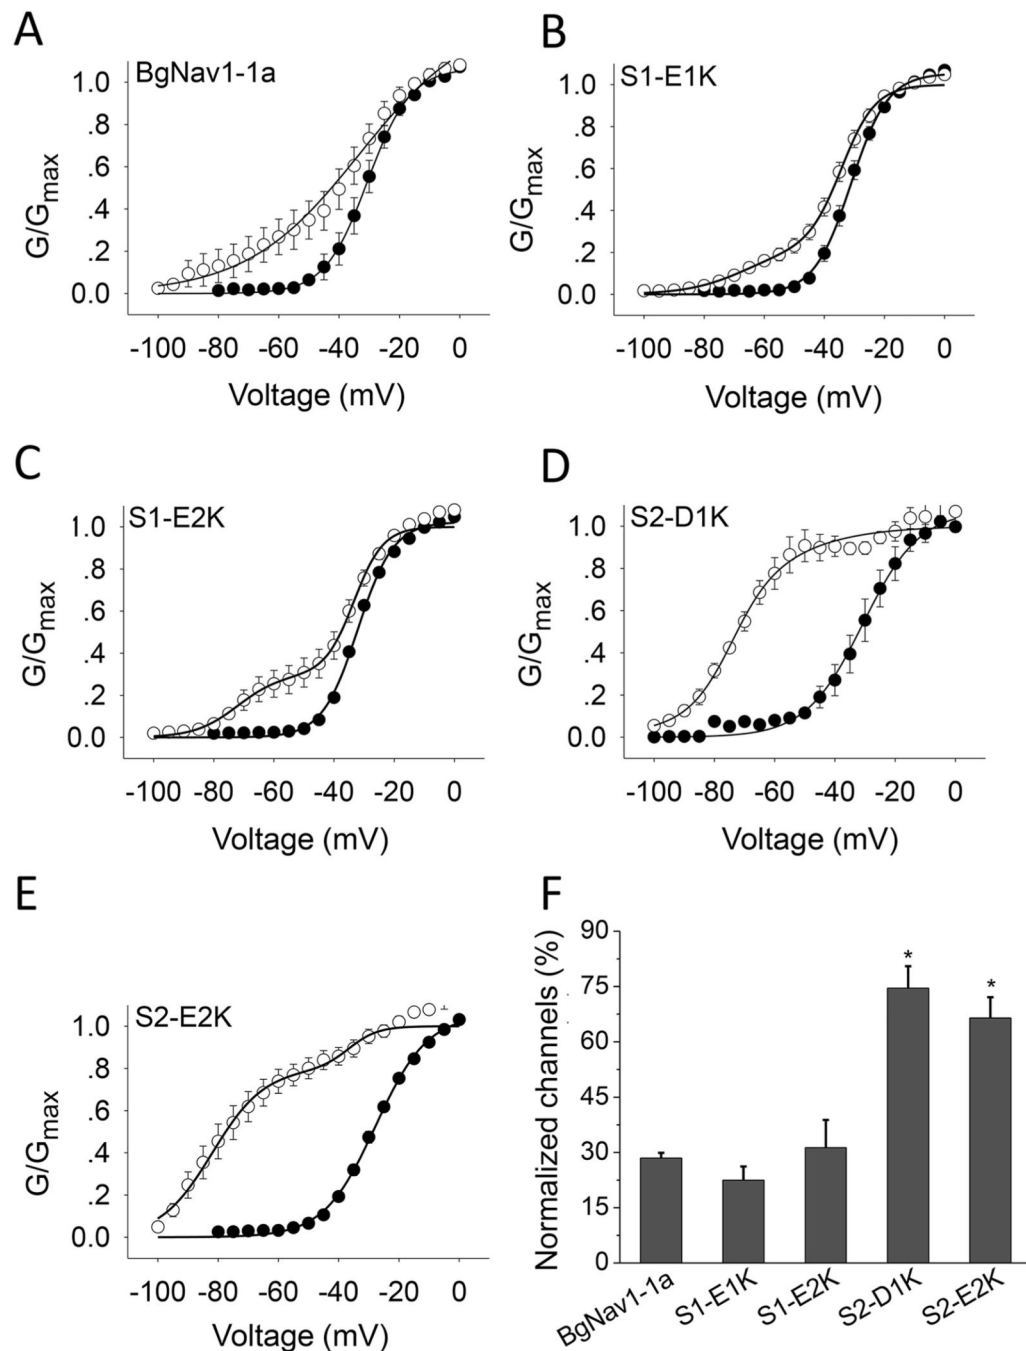 A
BgNav1-1a
G/Gmax
1.0
.8
.6
.4
.2
0.0
-100 -80 -60 -40 -20 0
Voltage (mV)
B
S1-E1K
G/Gmax
1.0
.8
.6
.4
.2
0.0
-100 -80 -60 -40 -20 0
Voltage (mV)
C
S1-E2K
G/Gmax
1.0
.8
.6
.4
.2
0.0
-100 -80 -60 -40 -20 0
Voltage (mV)
D
S2-D1K
G/Gmax
1.0
.8
.6
.4
.2
0.0
-100 -80 -60 -40 -20 0
Voltage (mV)
E
S2-E2K
G/Gmax
1.0
.8
.6
.4
.2
0.0
-100 -80 -60 -40 -20 0
Voltage (mV)
F
Normalized channels (%)
90
75
60
45
30
15
0
* *
BgNav1-1a S1-E1K S1-E2K S2-D1K S2-E2K